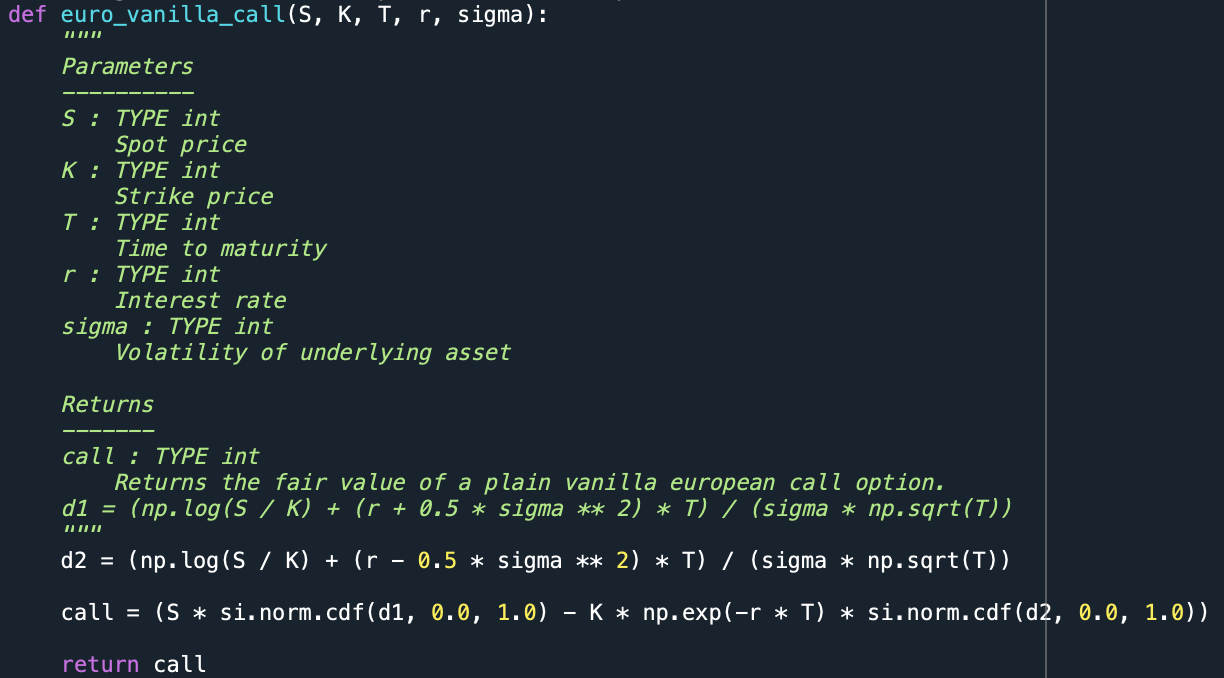 def euro_vanilla_call(S, K, T, r, sigma):
    """
    Parameters
    ----------
    S : TYPE int
        Spot price
    K : TYPE int
        Strike price
    T : TYPE int
        Time to maturity
    r : TYPE int
        Interest rate
    sigma : TYPE int
        Volatility of underlying asset

    Returns
    -------
    call : TYPE int
        Returns the fair value of a plain vanilla european call option.
    d1 = (np.log(S / K) + (r + 0.5 * sigma ** 2) * T) / (sigma * np.sqrt(T))
    """
    d2 = (np.log(S / K) + (r - 0.5 * sigma ** 2) * T) / (sigma * np.sqrt(T))

    call = (S * si.norm.cdf(d1, 0.0, 1.0) - K * np.exp(-r * T) * si.norm.cdf(d2, 0.0, 1.0))

    return call